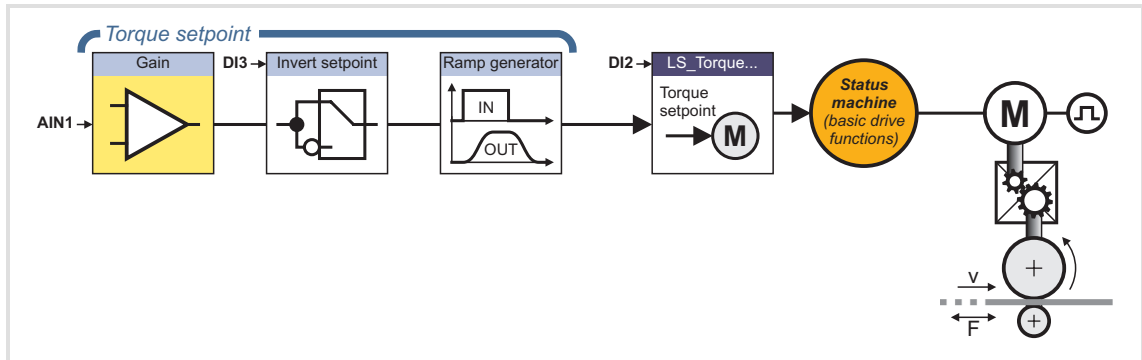 Torque setpoint
Gain
DI3
Invert setpoint
Ramp generator
DI2
LS_Torque...
AIN1
IN
OUT
Torque
setpoint
M
Status
machine
(basic drive
functions)
M
v
F